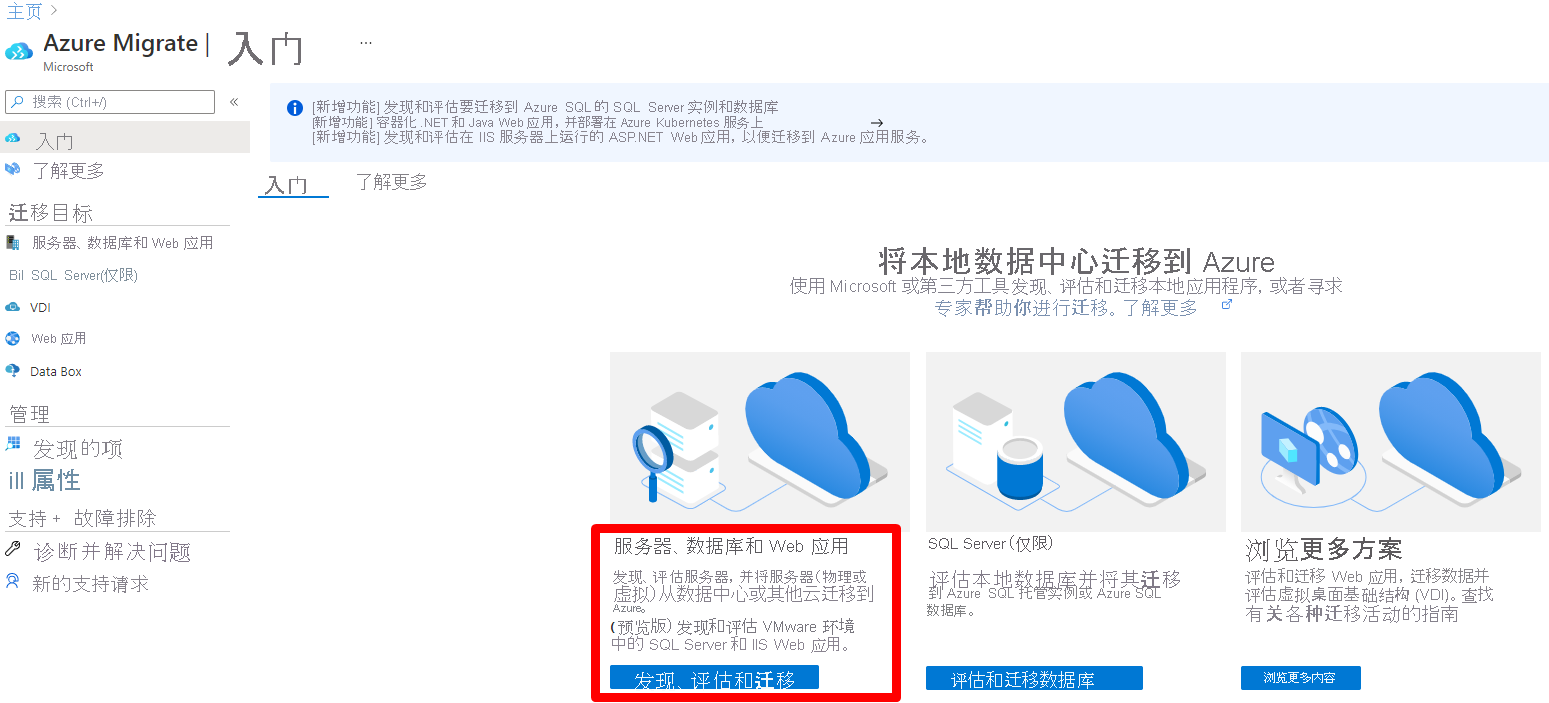 主页
Azure Migrate | 入门
...
Microsoft
搜索 (Ctrl+/)
«
入门
了解更多
迁移目标
服务器、数据库和 Web 应用
Bil SQL Server(仅限)
VDI
Web 应用
Data Box
管理
发现的项
ill 属性
支持 + 故障排除
诊断并解决问题
新的支持请求
[新增功能] 发现和评估要迁移到 Azure SQL的 SQL Server 实例和数据库
[新增功能] 容器化 .NET 和 Java Web 应用，并部署在 Azure Kubernetes 服务上 →
[新增功能] 发现和评估在 IIS 服务器上运行的 ASP.NET Web应用，以便迁移到 Azure 应用服务。
入门 了解更多
将本地数据中心迁移到 Azure
使用 Microsoft 或第三方工具发现、评估和迁移本地应用程序，或者寻求
专家帮助你进行迁移。了解更多
服务器、数据库和 Web 应用
发现、评估服务器，并将服务器(物理或
虚拟)从数据中心或其他云迁移到
Azure。
(预览版) 发现和评估 VMware 环境
中的 SQL Server 和 IIS Web 应用。
发现、评估和迁移
SQL Server (仅限)
评估本地数据库并将其迁移
到 Azure SQL 托管实例或 Azure SQL
数据库。
评估和迁移数据库
浏览更多方案
评估和迁移 Web 应用，迁移数据并
评估虚拟桌面基础结构 (VDI)。查找
有关各种迁移活动的指南
浏览更多内容